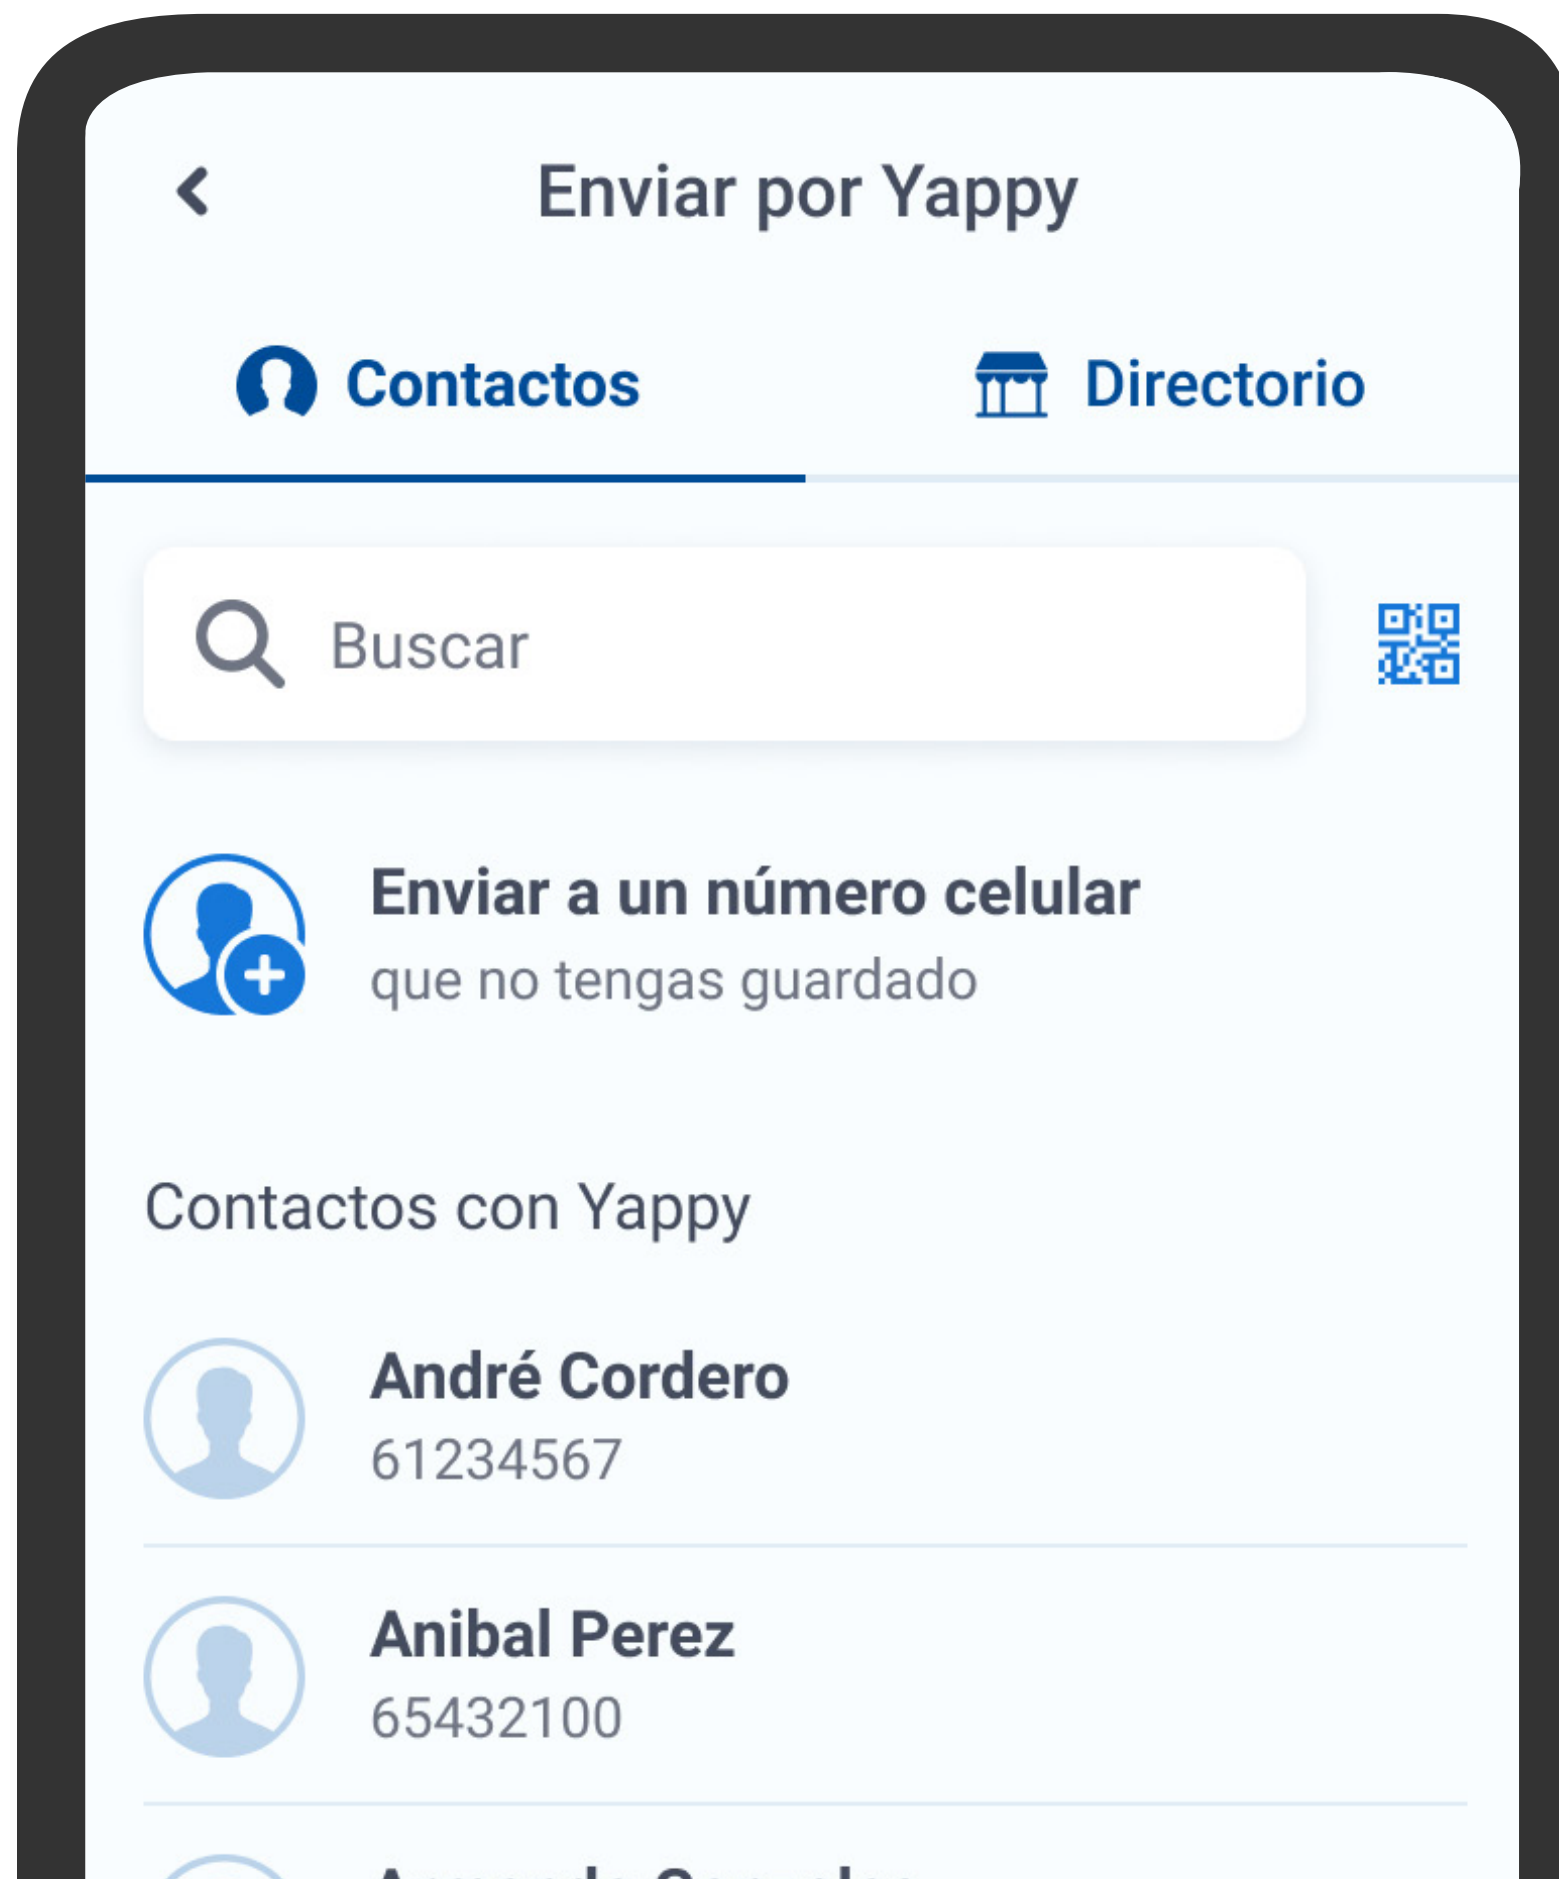 Enviar por Yappy
Contactos
Directorio
Buscar
Enviar a un número celular
que no tengas guardado
Contactos con Yappy
André Cordero
61234567
Anibal Perez
65432100